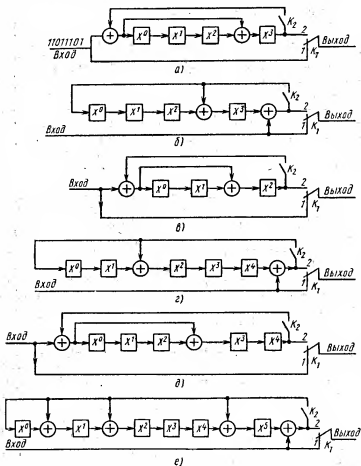 X⁰ X¹ X² X³ K₂ 2 Выход
11011101 1 K₁
Вход
а)
X⁰ X¹ X² X³ K₂ 2 Выход
Вход 1 K₁
б)
Вход X⁰ X¹ X² K₂ 2 Выход
1 K₁
в)
X⁰ X¹ X² X³ X⁴ K₂ 2 Выход
Вход 1 K₁
г)
Вход X⁰ X¹ X² X³ X⁴ K₂ 2 Выход
1 K₁
д)
X⁰ X¹ X² X³ X⁴ X⁵ K₂ 2 Выход
Вход 1 K₁
е)